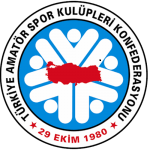 TÜRKİYE AMATÖR SPOR KULÜPLERİ KONFEDERASYONU
★ 29 EKİM 1980 ★